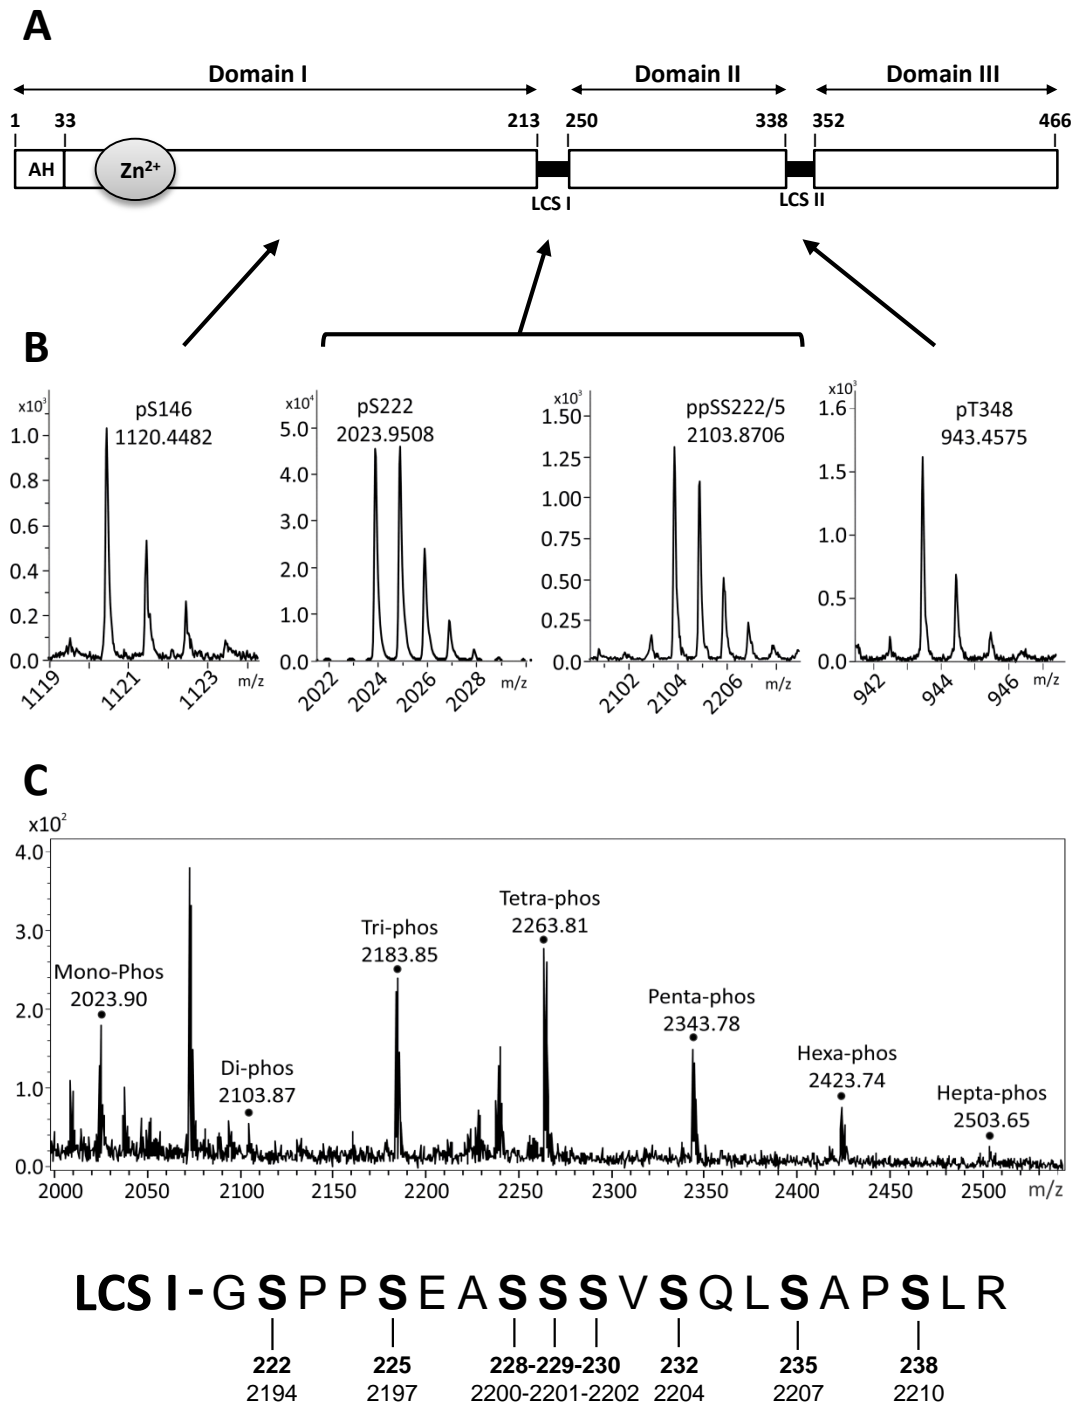 A
Domain I Domain II Domain III
1 33 213 250 338 352 466
AH Zn²⁺
LCS I LCS II
B
x10³ pS146 1120.4482
1.0
0.8
0.6
0.4
0.2
0.0
1119 1121 1123 m/z
x10⁴ pS222 2023.9508
5.0
4.0
3.0
2.0
1.0
0.0
2022 2024 2026 2028 m/z
ppSS222/5 2103.8706
x10³
1.50
1.25
1.00
0.75
0.50
0.25
0.0
2102 2104 2206 m/z
x10³ pT348 943.4575
1.6
1.5
1.0
0.5
0.0
942 944 946 m/z
C
x10²
4.0
3.0
2.0
1.0
0.0
Mono-Phos
2023.90
Di-phos
2103.87
Tri-phos
2183.85
Tetra-phos
2263.81
Penta-phos
2343.78
Hexa-phos
2423.74
Hepta-phos
2503.65
2000 2050 2100 2150 2200 2250 2300 2350 2400 2450 2500 m/z
LCS I - G S P P S E A S S S V S Q L S A P S L R
222 225 228-229-230 232 235 238
2194 2197 2200-2201-2202 2204 2207 2210